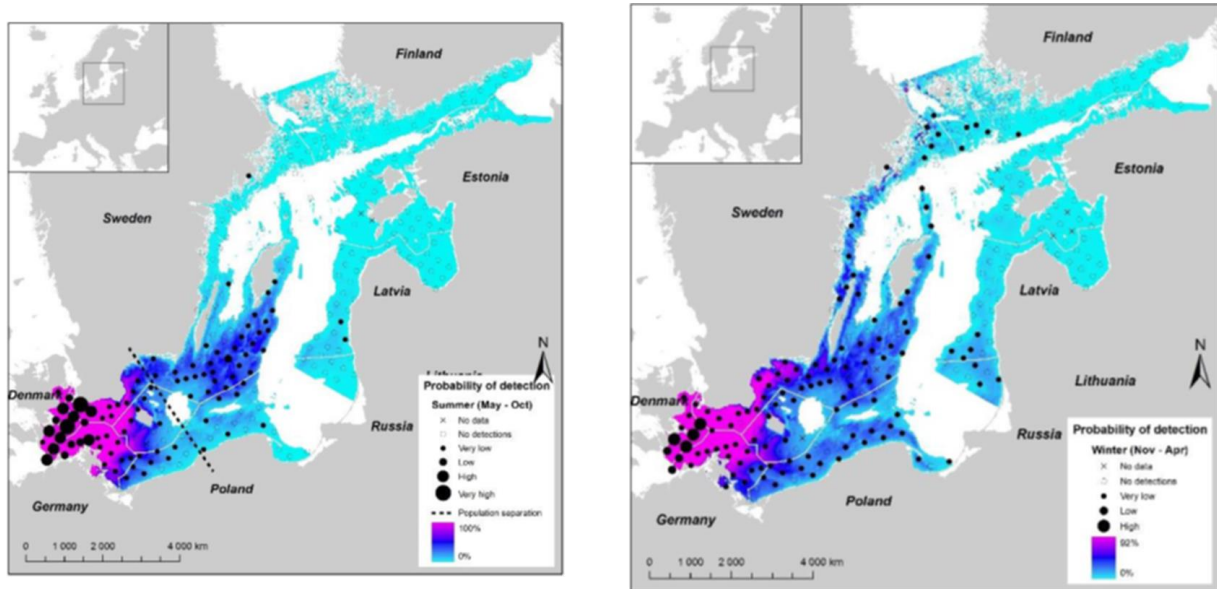 Finland
Estonia
Sweden
Latvia
N
Denmark
Russia
Germany
Poland
0 1 000 2 000 4 000 km
Probability of detection
Summer (May - Oct)
No data
No detections
Very low
Low
High
Very high
Population separation
100%
0%
Finland
Estonia
Sweden
Latvia
N
Lithuania
Denmark
Russia
Poland
Germany
0 1 000 2 000 4 000 km
Probability of detection
Winter (Nov - Apr)
No data
No detections
Very low
Low
High
92%
0%